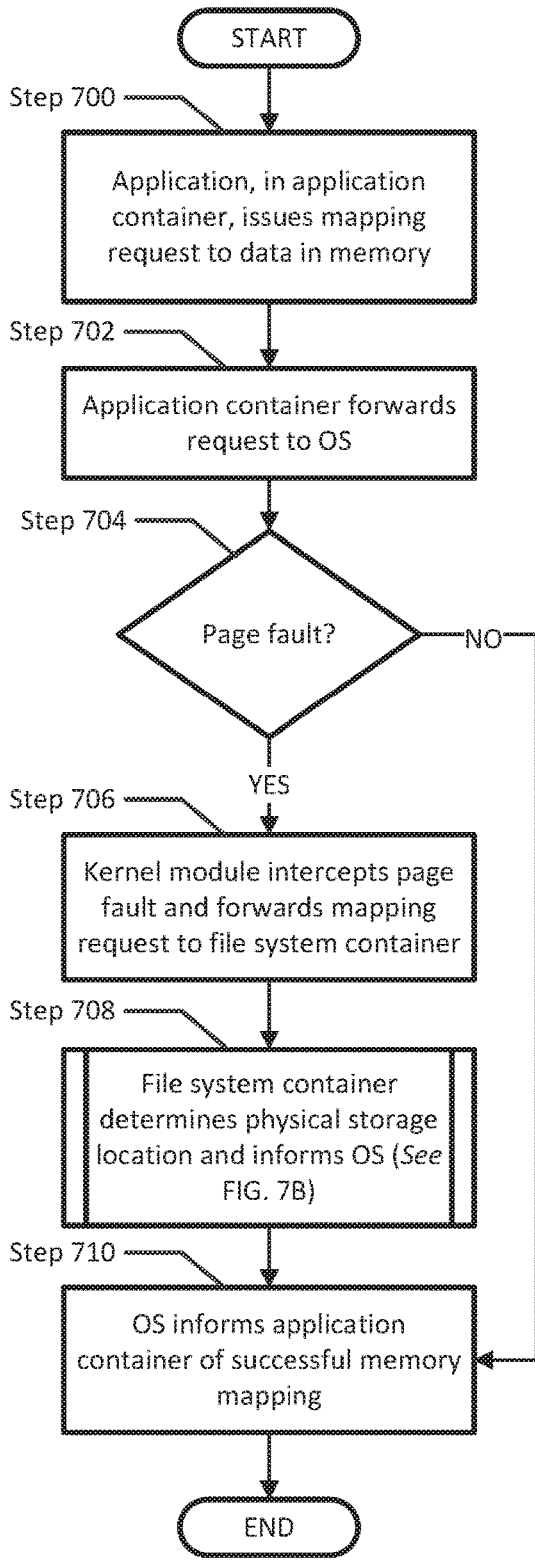 START
Step 700
Application, in application
container, issues mapping
request to data in memory
Step 702
Application container forwards
request to OS
Step 704
Page fault?
NO
YES
Step 706
Kernel module intercepts page
fault and forwards mapping
request to file system container
Step 708
File system container
determines physical storage
location and informs OS (See
FIG. 7B)
Step 710
OS informs application
container of successful memory
mapping
END